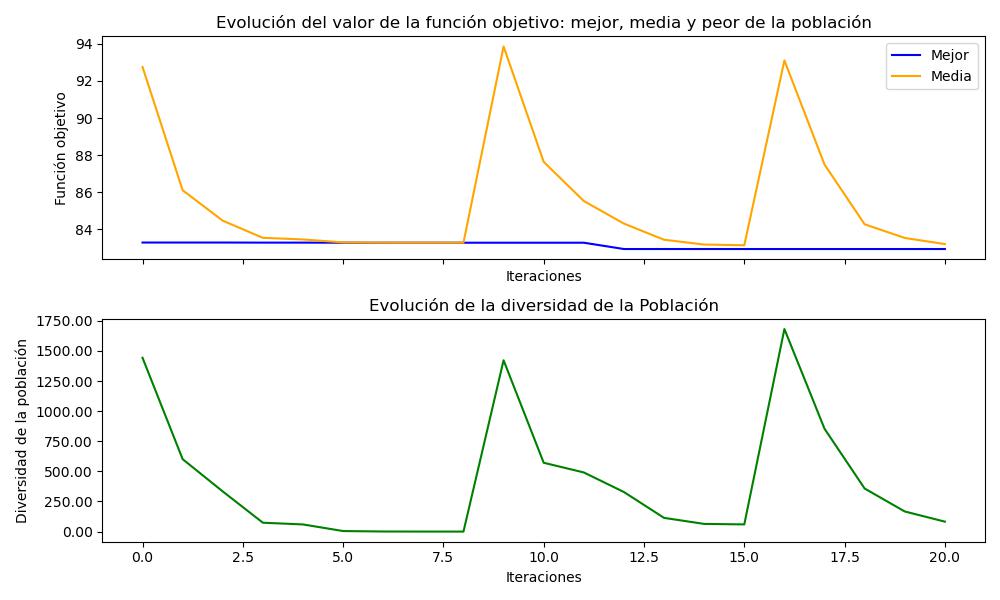 Evolución del valor de la función objetivo: mejor, media y peor de la población
94
92
90
88
86
84
Función objetivo
Mejor
Media
Iteraciones
Evolución de la diversidad de la Población
1750.00
1500.00
1250.00
1000.00
750.00
500.00
250.00
0.00
Diversidad de la población
0.0 2.5 5.0 7.5 10.0 12.5 15.0 17.5 20.0
Iteraciones